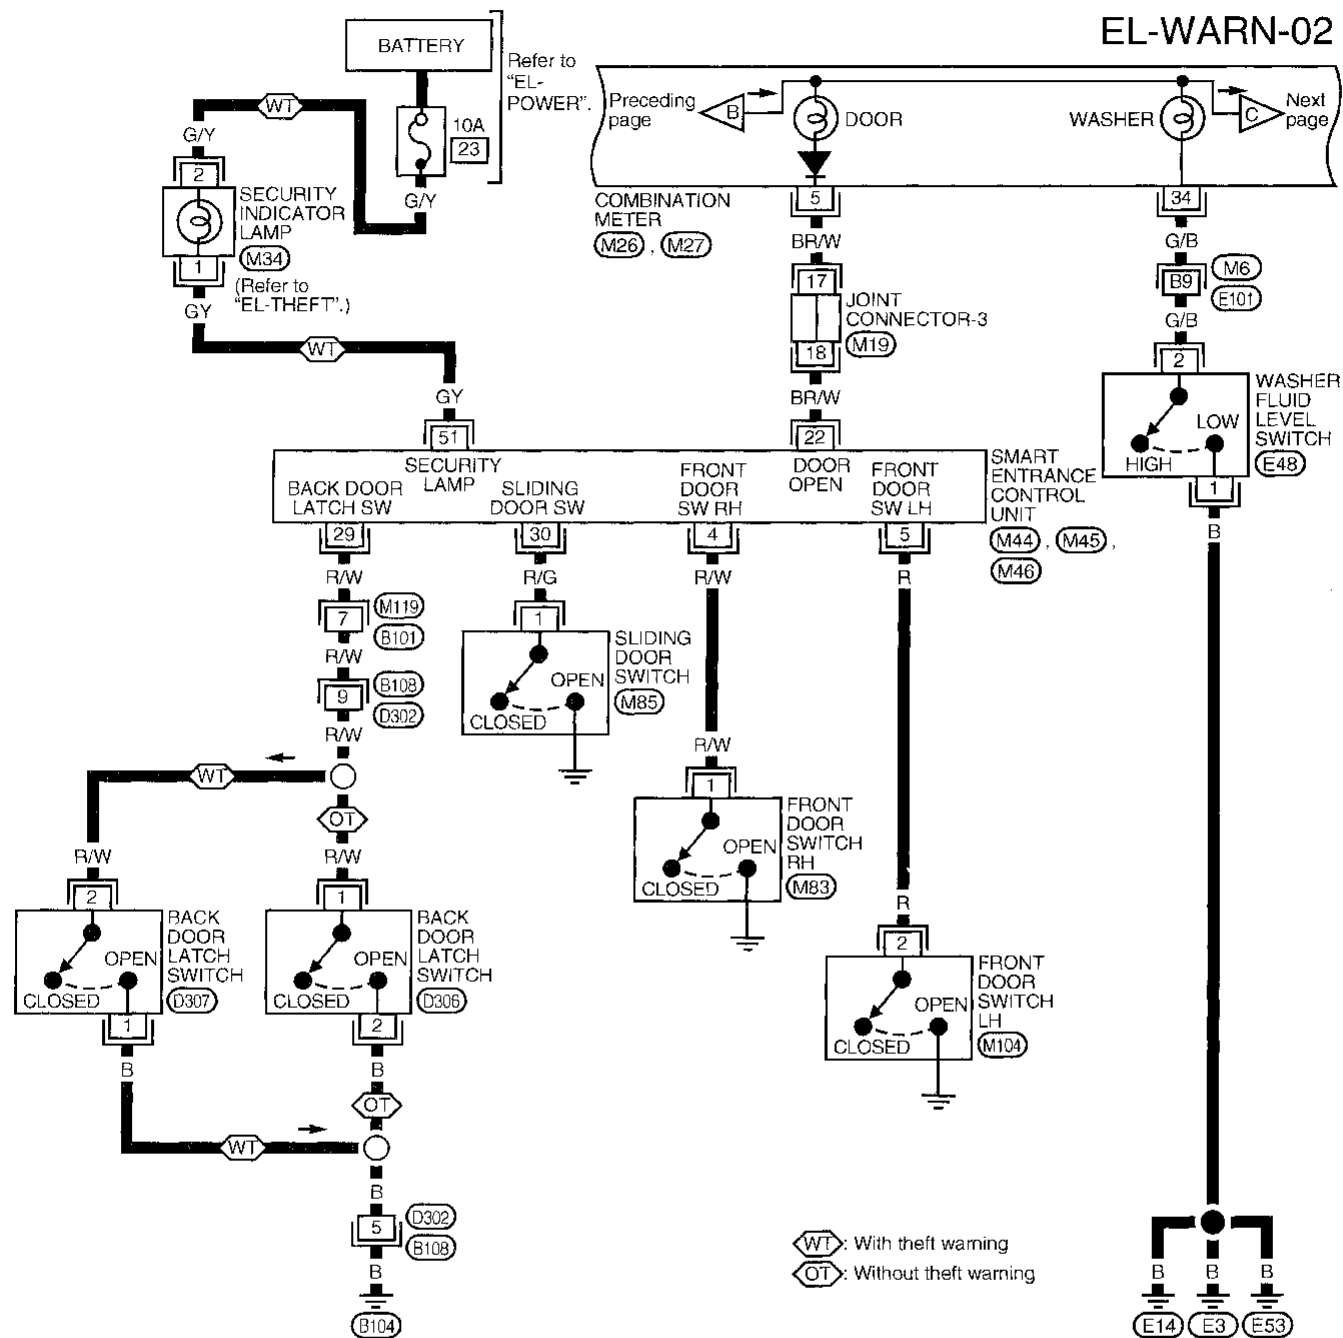 EL-WARN-02
BATTERY
Refer to
"EL-
POWER".
10A
23
G/Y
WT
G/Y
2
SECURITY
INDICATOR
LAMP
M34
1
(Refer to
"EL-THEFT".)
GY
WT
GY
51
Preceding
page
B
DOOR
WASHER
C
Next
page
COMBINATION
METER
M26 , M27
5
BR/W
17
JOINT
CONNECTOR-3
M19
18
BR/W
22
34
G/B
B9
M6
E101
G/B
2
WASHER
FLUID
LEVEL
SWITCH
E48
LOW
HIGH
1
B
SECURITY
LAMP
BACK DOOR
LATCH SW
SLIDING
DOOR SW
FRONT
DOOR
SW RH
DOOR
OPEN
FRONT
DOOR
SW LH
SMART
ENTRANCE
CONTROL
UNIT
M44 , M45 ,
M46
29
30
4
5
R/W
R/G
R/W
R
7
M119
B101
R/W
9
B108
D302
R/W
1
SLIDING
DOOR
SWITCH
M85
OPEN
CLOSED
R/W
1
FRONT
DOOR
SWITCH
RH
M83
OPEN
CLOSED
R
2
FRONT
DOOR
SWITCH
LH
M104
OPEN
CLOSED
WT
OT
R/W
R/W
2
1
BACK
DOOR
LATCH
SWITCH
D307
OPEN
CLOSED
BACK
DOOR
LATCH
SWITCH
D306
OPEN
CLOSED
1
2
B
B
OT
WT
B
5
D302
B108
B
B104
WT : With theft warning
OT : Without theft warning
B
B
B
E14
E3
E53